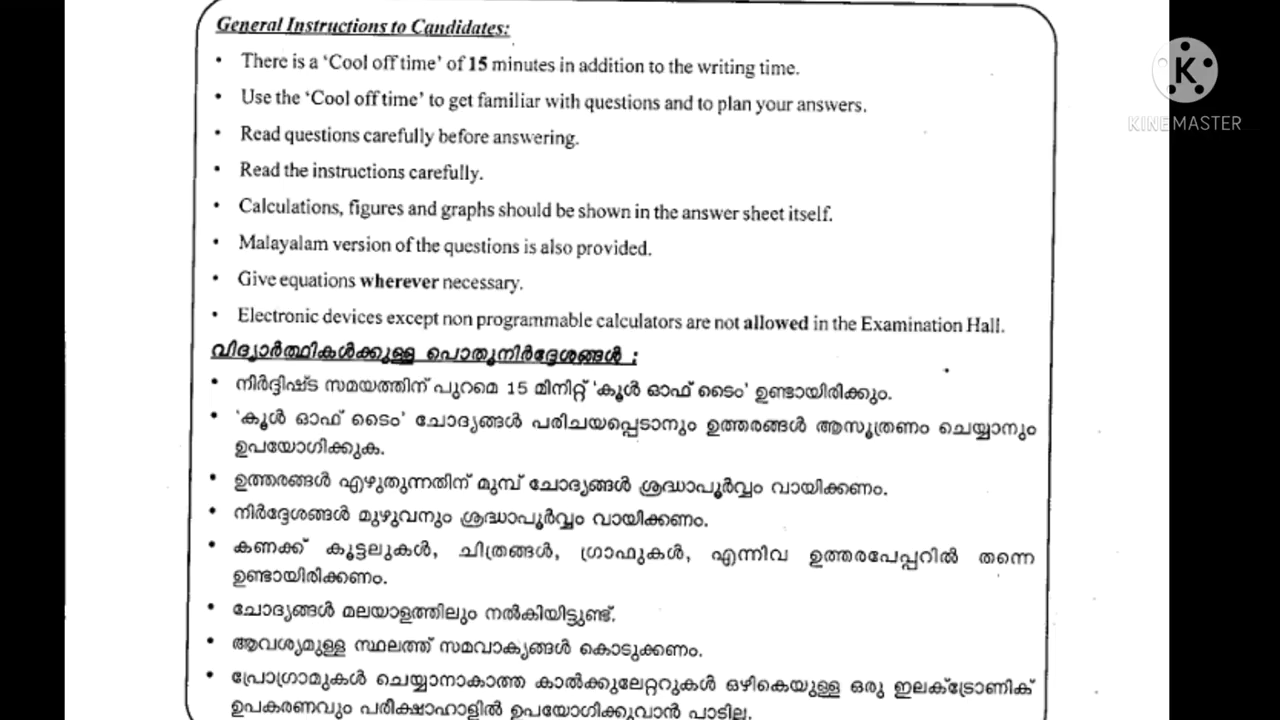 General Instructions to Candidates:
• There is a 'Cool off time' of 15 minutes in addition to the writing time.
• Use the 'Cool off time' to get familiar with questions and to plan your answers.
• Read questions carefully before answering.
• Read the instructions carefully.
• Calculations, figures and graphs should be shown in the answer sheet itself.
• Malayalam version of the questions is also provided.
• Give equations wherever necessary.
• Electronic devices except non programmable calculators are not allowed in the Examination Hall.
വിദ്യാർത്ഥികൾക്കുള്ള പൊതുനിർദ്ദേശങ്ങൾ :
• നിർദ്ദിഷ്ട സമയത്തിന് പുറമെ 15 മിനിറ്റ് 'കൂൾ ഓഫ് ടൈം' ഉണ്ടായിരിക്കും.
• 'കൂൾ ഓഫ് ടൈം' ചോദ്യങ്ങൾ പരിചയപ്പെടാനും ഉത്തരങ്ങൾ ആസൂത്രണം ചെയ്യാനും
ഉപയോഗിക്കുക.
• ഉത്തരങ്ങൾ എഴുതുന്നതിന് മുമ്പ് ചോദ്യങ്ങൾ ശ്രദ്ധാപൂർവ്വം വായിക്കണം.
• നിർദ്ദേശങ്ങൾ മുഴുവനും ശ്രദ്ധാപൂർവ്വം വായിക്കണം.
• കണക്ക് കൂട്ടലുകൾ, ചിത്രങ്ങൾ, ഗ്രാഫുകൾ, എന്നിവ ഉത്തരപേപ്പറിൽ തന്നെ
ഉണ്ടായിരിക്കണം.
• ചോദ്യങ്ങൾ മലയാളത്തിലും നൽകിയിട്ടുണ്ട്.
• ആവശ്യമുള്ള സ്ഥലത്ത് സമവാക്യങ്ങൾ കൊടുക്കണം.
• പ്രോഗ്രാമുകൾ ചെയ്യാനാകാത്ത കാൽക്കുലേറ്ററുകൾ ഒഴികെയുള്ള ഒരു ഇലക്ട്രോണിക്
ഉപകരണവും പരീക്ഷാഹാളിൽ ഉപയോഗിക്കുവാൻ പാടില്ല.
K
KINEMASTER